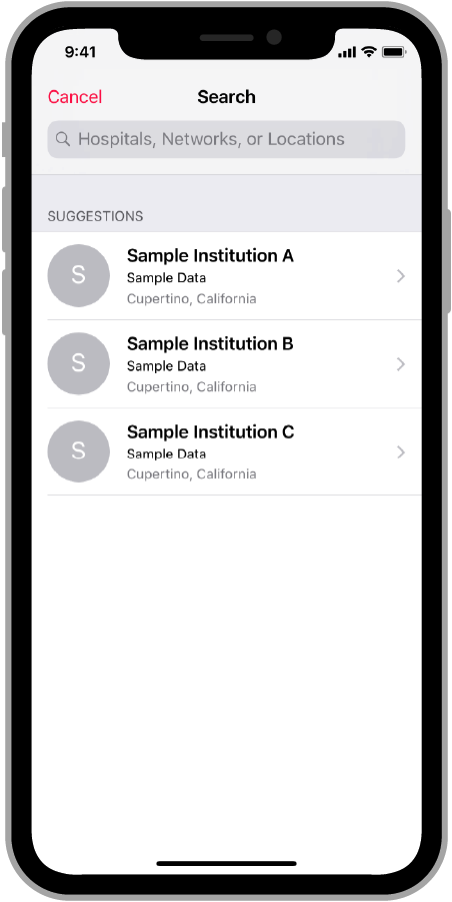 9:41
Cancel Search
Hospitals, Networks, or Locations
SUGGESTIONS
S
Sample Institution A
Sample Data
Cupertino, California
S
Sample Institution B
Sample Data
Cupertino, California
S
Sample Institution C
Sample Data
Cupertino, California